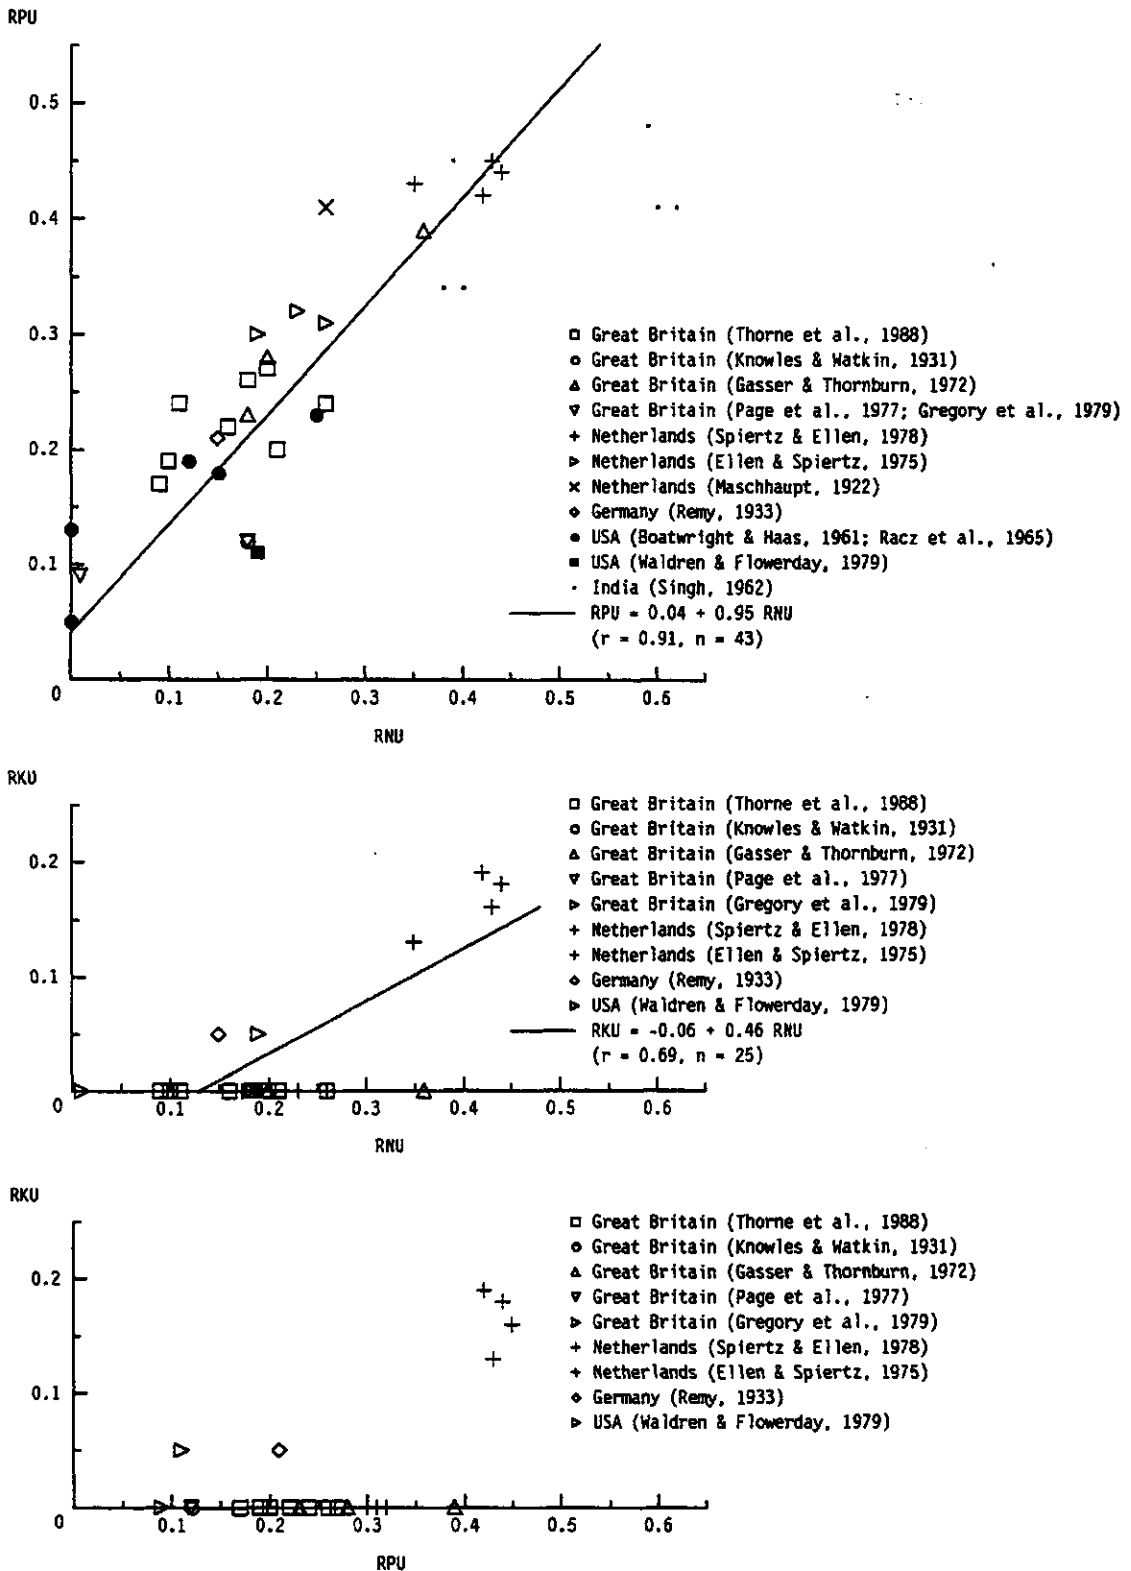 RPU
0.5
0.4
0.3
0.2
0.1
0
0.1
0.2
0.3
0.4
0.5
0.6
RNU
Great Britain (Thorne et al., 1988)
Great Britain (Knowles & Watkin, 1931)
Great Britain (Gasser & Thornburn, 1972)
Great Britain (Page et al., 1977; Gregory et al., 1979)
Netherlands (Spiertz & Ellen, 1978)
Netherlands (Ellen & Spiertz, 1975)
Netherlands (Maschhaupt, 1922)
Germany (Remy, 1933)
USA (Boatwright & Haas, 1961; Racz et al., 1965)
USA (Waldren & Flowerday, 1979)
India (Singh, 1962)
RPU = 0.04 + 0.95 RNU
(r = 0.91, n = 43)
RKU
0.2
0.1
0
0.1
0.2
0.3
0.4
0.5
0.6
RNU
Great Britain (Thorne et al., 1988)
Great Britain (Knowles & Watkin, 1931)
Great Britain (Gasser & Thornburn, 1972)
Great Britain (Page et al., 1977)
Great Britain (Gregory et al., 1979)
Netherlands (Spiertz & Ellen, 1978)
Netherlands (Ellen & Spiertz, 1975)
Germany (Remy, 1933)
USA (Waldren & Flowerday, 1979)
RKU = -0.06 + 0.46 RNU
(r = 0.69, n = 25)
RKU
0.2
0.1
0
0.1
0.2
0.3
0.4
0.5
0.6
RPU
Great Britain (Thorne et al., 1988)
Great Britain (Knowles & Watkin, 1931)
Great Britain (Gasser & Thornburn, 1972)
Great Britain (Page et al., 1977)
Great Britain (Gregory et al., 1979)
Netherlands (Spiertz & Ellen, 1978)
Netherlands (Ellen & Spiertz, 1975)
Germany (Remy, 1933)
USA (Waldren & Flowerday, 1979)